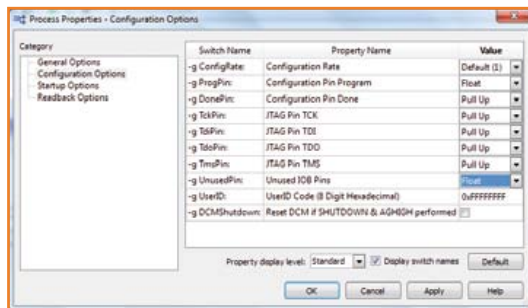 Process Properties - Configuration Options
Category
General Options
Configuration Options
Startup Options
Readback Options
Switch Name Property Name Value
-g ConfigRate: Configuration Rate Default (1)
-g ProgPin: Configuration Pin Program Float
-g DonePin: Configuration Pin Done Pull Up
-g TckPin: JTAG Pin TCK Pull Up
-g TdiPin: JTAG Pin TDI Pull Up
-g TdoPin: JTAG Pin TDO Pull Up
-g TmsPin: JTAG Pin TMS Pull Up
-g UnusedPin: Unused IOB Pins Float
-g UserID: UserID Code (8 Digit Hexadecimal) 0xFFFFFFFF
-g DCMShutdown: Reset DCM if SHUTDOWN & AGHIGH performed
Property display level: Standard Display switch names Default
OK Cancel Apply Help